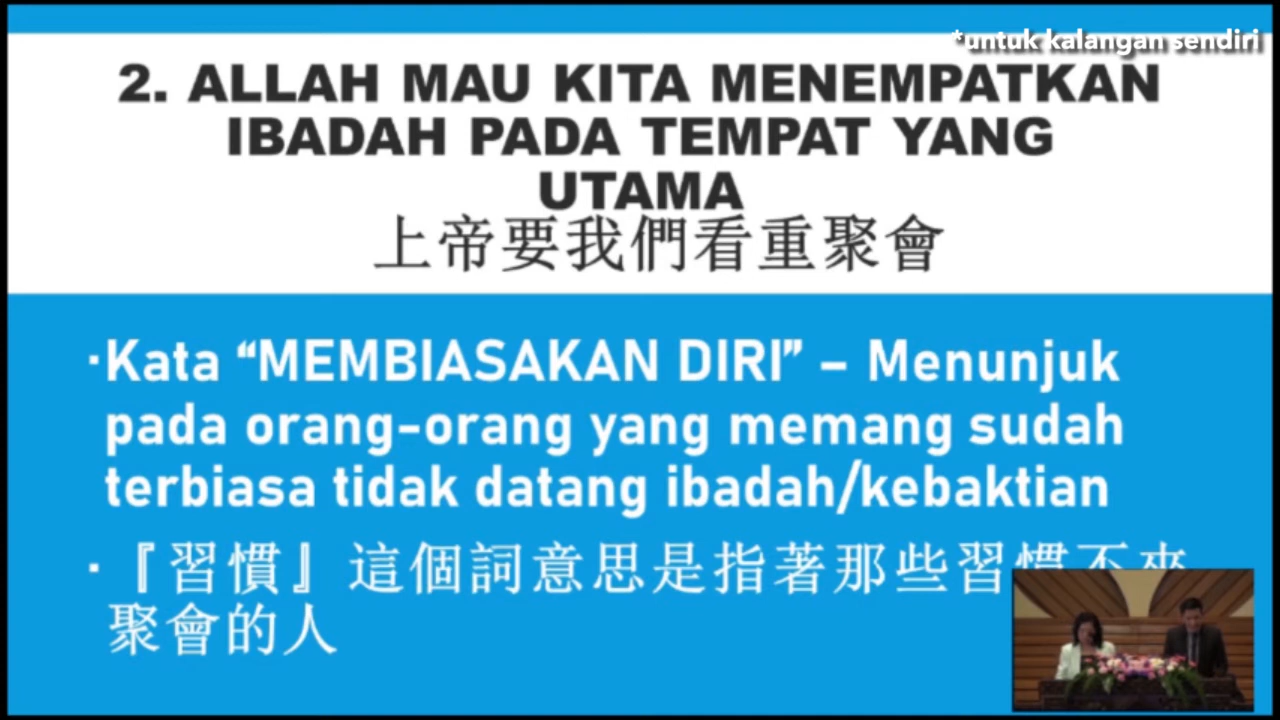 *untuk kalangan sendiri
2. ALLAH MAU KITA MENEMPATKAN
IBADAH PADA TEMPAT YANG
UTAMA
上帝要我們看重聚會
·Kata “MEMBIASAKAN DIRI” – Menunjuk
pada orang-orang yang memang sudah
terbiasa tidak datang ibadah/kebaktian
·『習慣』這個詞意思是指著那些習慣不來
聚會的人